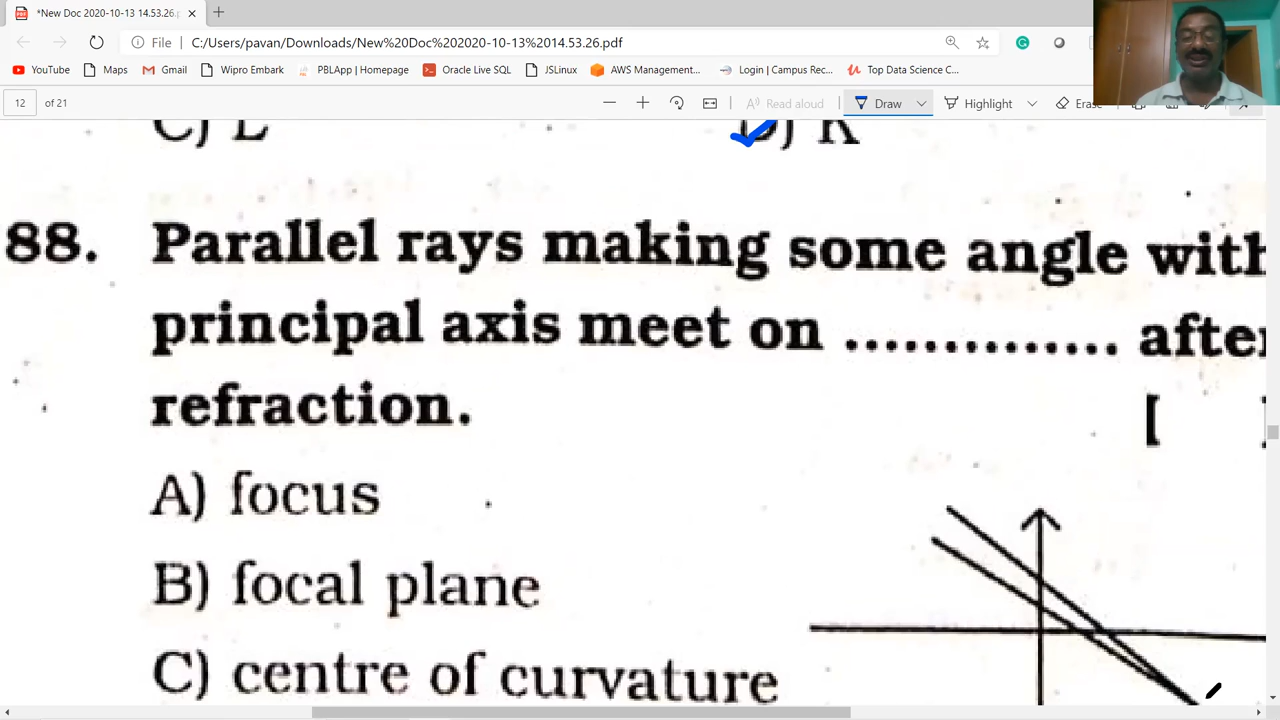 *New Doc 2020-10-13 14.53.26.
File C:/Users/pavan/Downloads/New%20Doc%202020-10-13%2014.53.26.pdf
YouTube Maps Gmail Wipro Embark PBLApp | Homepage Oracle Live SQL JSLinux AWS Management... Login | Campus Rec... Top Data Science C...
12 of 21 Read aloud Draw Highlight Erase
C) L D) K
88. Parallel rays making some angle with
principal axis meet on .............. after
refraction. [ ]
A) focus
B) focal plane
C) centre of curvature